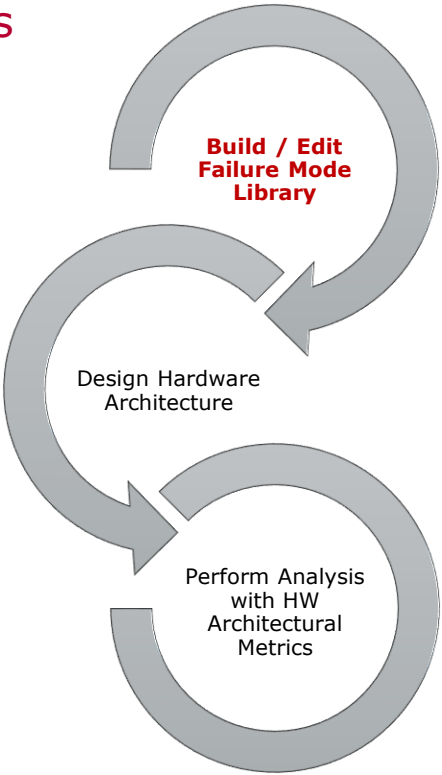 s
Build / Edit
Failure Mode
Library
Design Hardware
Architecture
Perform Analysis
with HW
Architectural
Metrics